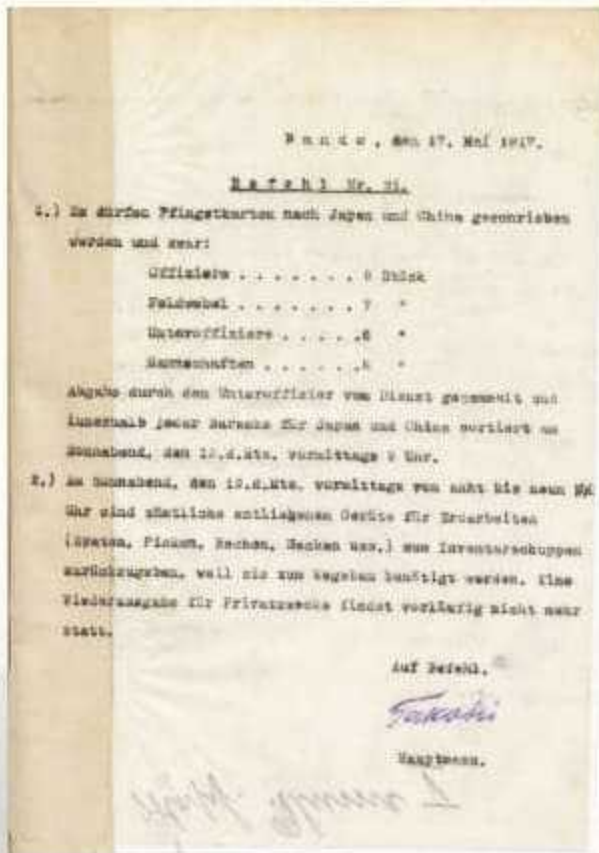 Bando, den 17. Mai 1917.
Befehl Nr. 21.
1.) Es dürfen Pfingstkarten nach Japan und China geschrieben
werden und zwar:
Offiziere . . . . . . . 8 Stück
Feldwebel . . . . . . . 7 "
Unteroffiziere . . . . .6 "
Mannschaften . . . . . "
Abgabe durch den Unteroffizier vom Dienst gesammelt und
innerhalb jeder Baracke für Japan und China sortiert am
Sonnabend, den 19.d.Mts. vormittags 9 Uhr.
2.) Am Sonnabend, den 19.d.Mts. vormittags von acht bis neun
Uhr sind sämtliche entliehenen Geräte für Erdarbeiten
(Spaten, Picken, Rechen, Hacken usw.) zum Inventarschuppen
zurückzugeben, weil sie zum benötigt werden. Eine
Wiederausgabe für Privatzwecke findet vorläufig nicht mehr
statt.
Auf Befehl.
Takaki
Hauptmann.